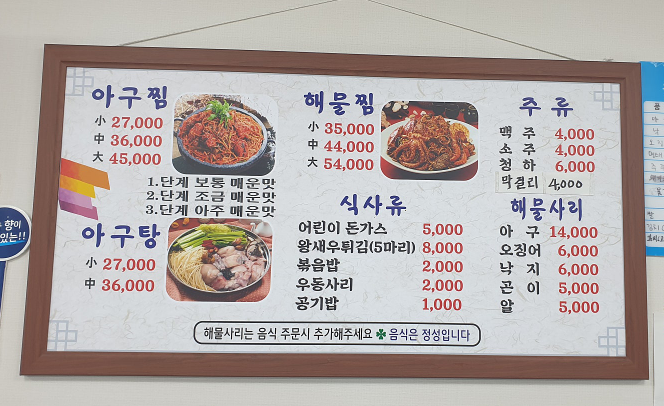 아구찜
小 27,000
中 36,000
大 45,000
1.단계 보통 매운맛
2.단계 조금 매운맛
3.단계 아주 매운맛
아구탕
小 27,000
中 36,000
해물찜
小 35,000
中 44,000
大 54,000
식사류
어린이 돈가스 5,000
왕새우튀김(5마리) 8,000
볶음밥 2,000
우동사리 2,000
공기밥 1,000
주 류
맥 주 4,000
소 주 4,000
청 하 6,000
막걸리 4,000
해물사리
아 구 14,000
오징어 6,000
낙 지 6,000
곤 이 5,000
알 5,000
해물사리는 음식 주문시 추가해주세요 ☘ 음식은 정성입니다
향이
있는!!